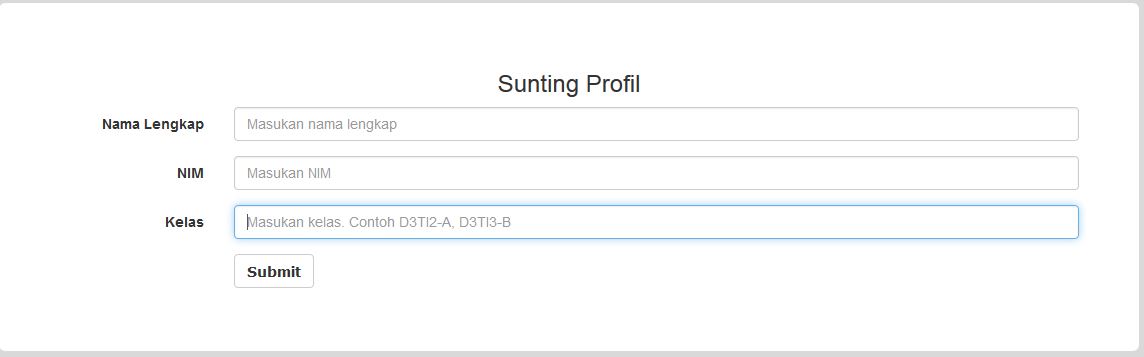 Sunting Profil
Nama Lengkap Masukan nama lengkap
NIM Masukan NIM
Kelas Masukan kelas. Contoh D3TI2-A, D3TI3-B
Submit